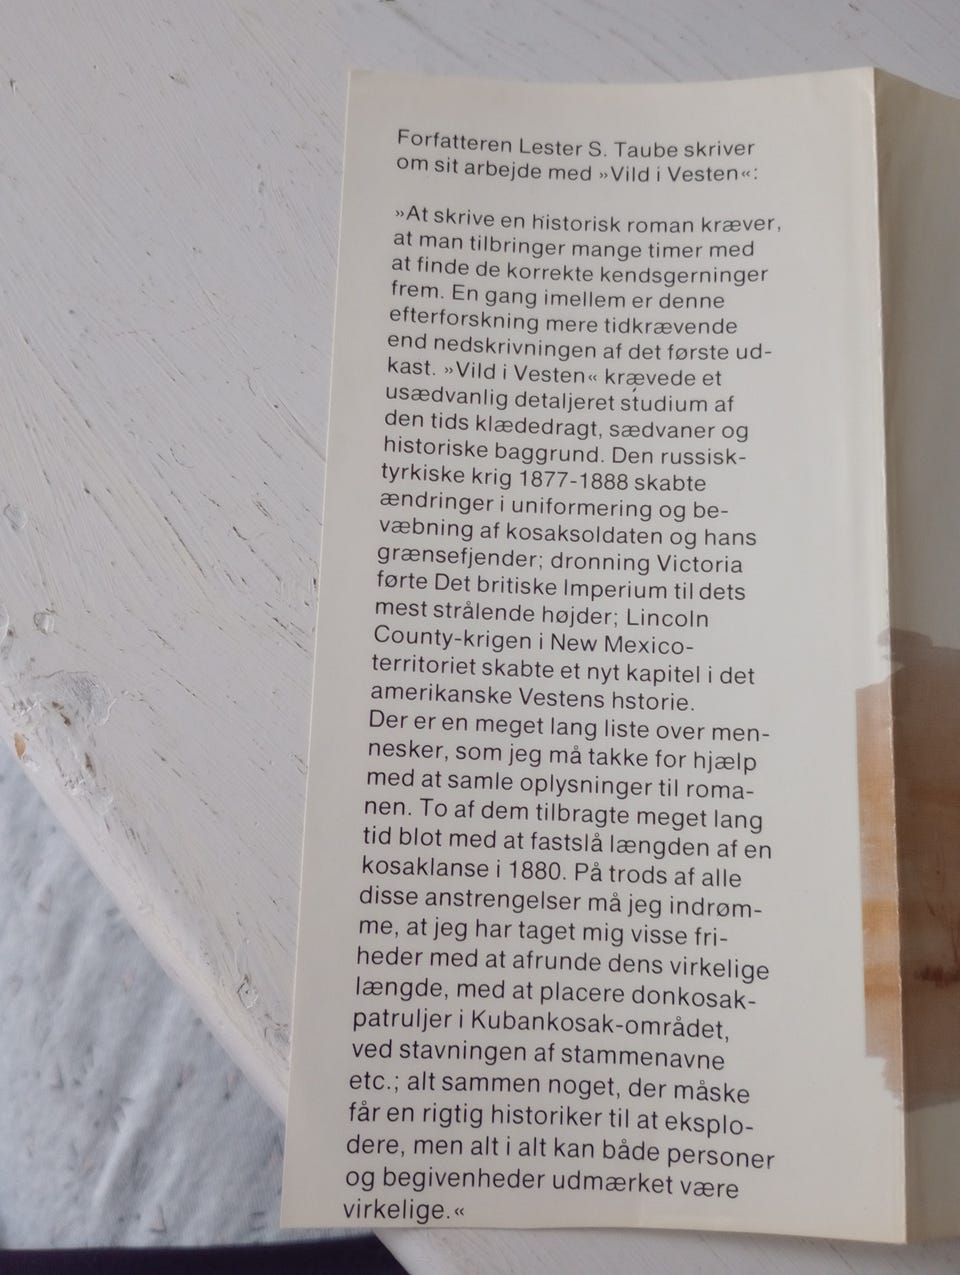 Forfatteren Lester S. Taube skriver
om sit arbejde med »Vild i Vesten«:
»At skrive en historisk roman kræver,
at man tilbringer mange timer med
at finde de korrekte kendsgerninger
frem. En gang imellem er denne
efterforskning mere tidkrævende
end nedskrivningen af det første ud-
kast. »Vild i Vesten« krævede et
usædvanlig detaljeret studium af
den tids klædedragt, sædvaner og
historiske baggrund. Den russisk-
tyrkiske krig 1877-1888 skabte
ændringer i uniformering og be-
væbning af kosaksoldaten og hans
grænsefjender; dronning Victoria
førte Det britiske Imperium til dets
mest strålende højder; Lincoln
County-krigen i New Mexico-
territoriet skabte et nyt kapitel i det
amerikanske Vestens hstorie.
Der er en meget lang liste over men-
nesker, som jeg må takke for hjælp
med at samle oplysninger til roma-
nen. To af dem tilbragte meget lang
tid blot med at fastslå længden af en
kosaklanse i 1880. På trods af alle
disse anstrengelser må jeg indrøm-
me, at jeg har taget mig visse fri-
heder med at afrunde dens virkelige
længde, med at placere donkosak-
patruljer i Kubankosak-området,
ved stavningen af stammenavne
etc.; alt sammen noget, der måske
får en rigtig historiker til at eksplo-
dere, men alt i alt kan både personer
og begivenheder udmærket være
virkelige.«